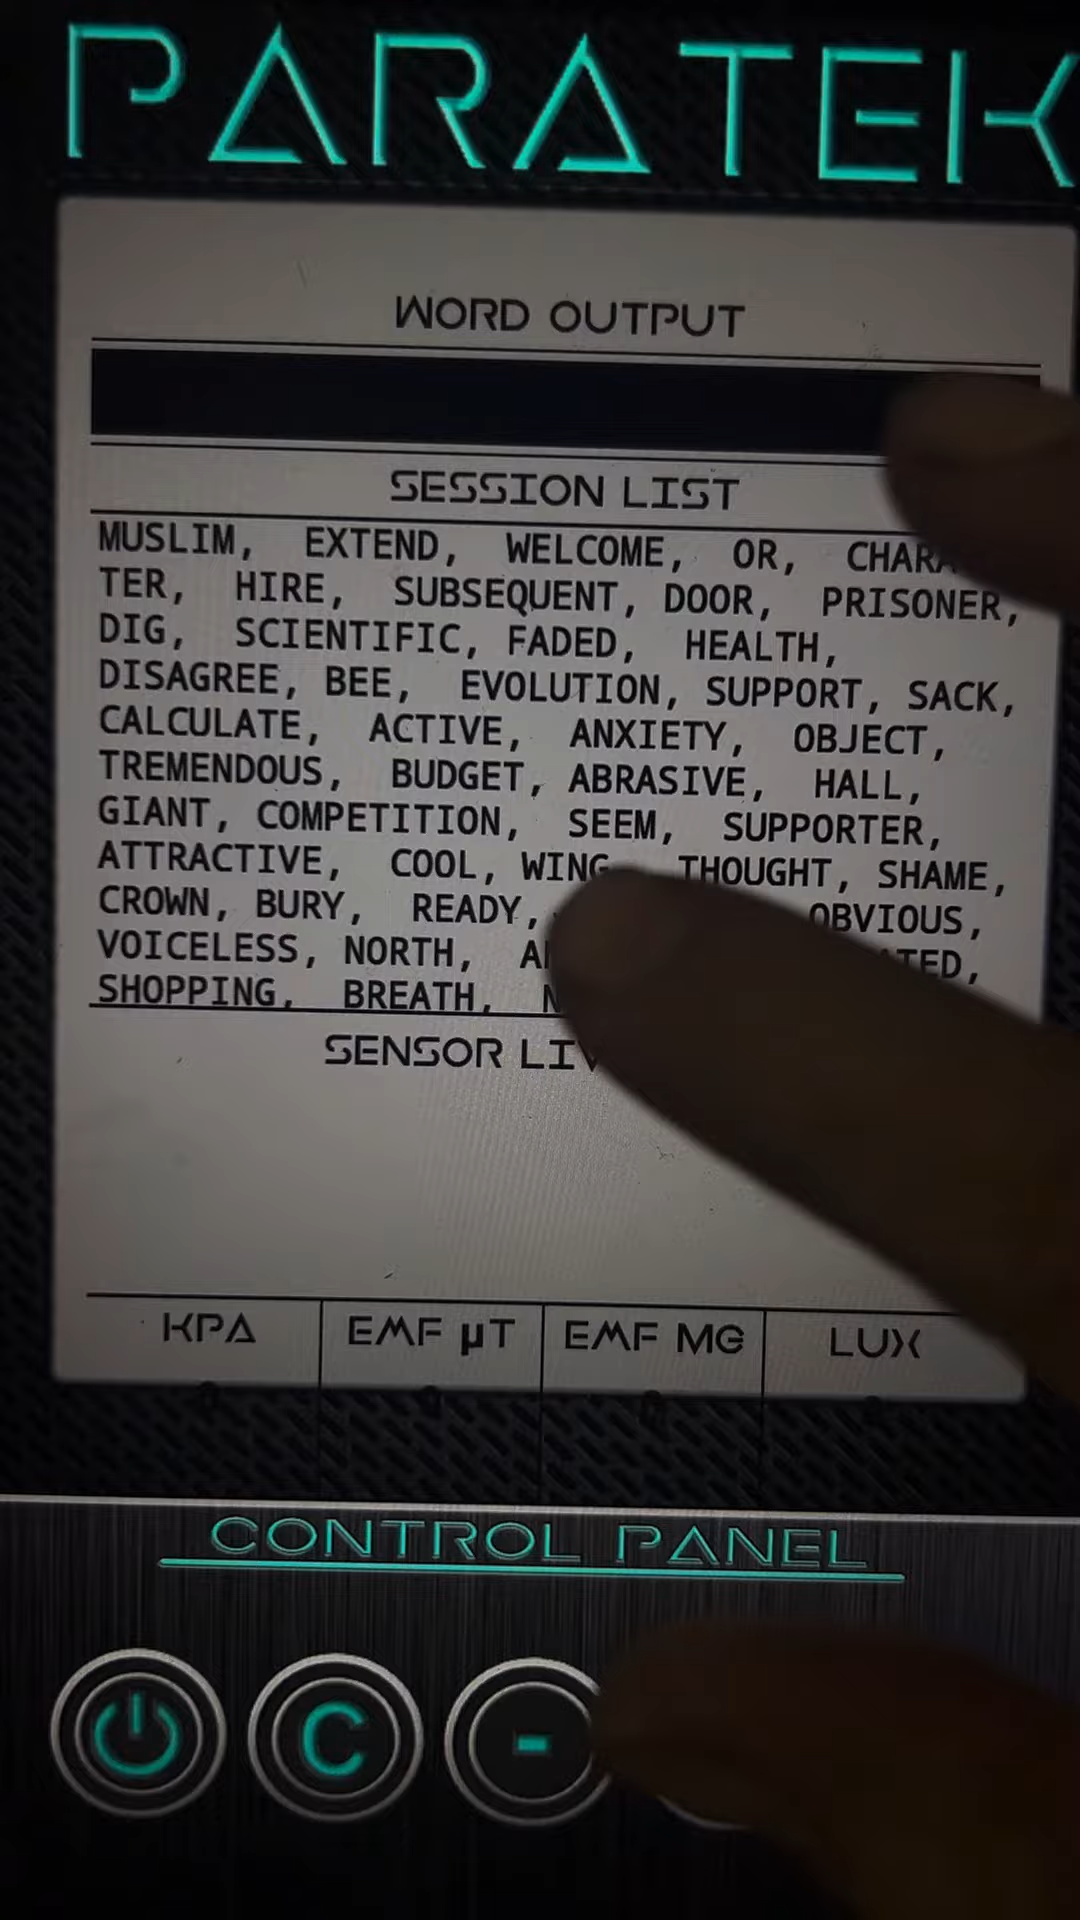 PARATEK
WORD OUTPUT
SESSION LIST
MUSLIM, EXTEND, WELCOME, OR, CHARA
TER, HIRE, SUBSEQUENT, DOOR, PRISONER,
DIG, SCIENTIFIC, FADED, HEALTH,
DISAGREE, BEE, EVOLUTION, SUPPORT, SACK,
CALCULATE, ACTIVE, ANXIETY, OBJECT,
TREMENDOUS, BUDGET, ABRASIVE, HALL,
GIANT, COMPETITION, SEEM, SUPPORTER,
ATTRACTIVE, COOL, WING THOUGHT, SHAME,
CROWN, BURY, READY, OBVIOUS,
VOICELESS, NORTH,
SHOPPING, BREATH,
SENSOR
KPA EMF µT EMF MG LUX
CONTROL PANEL
C -